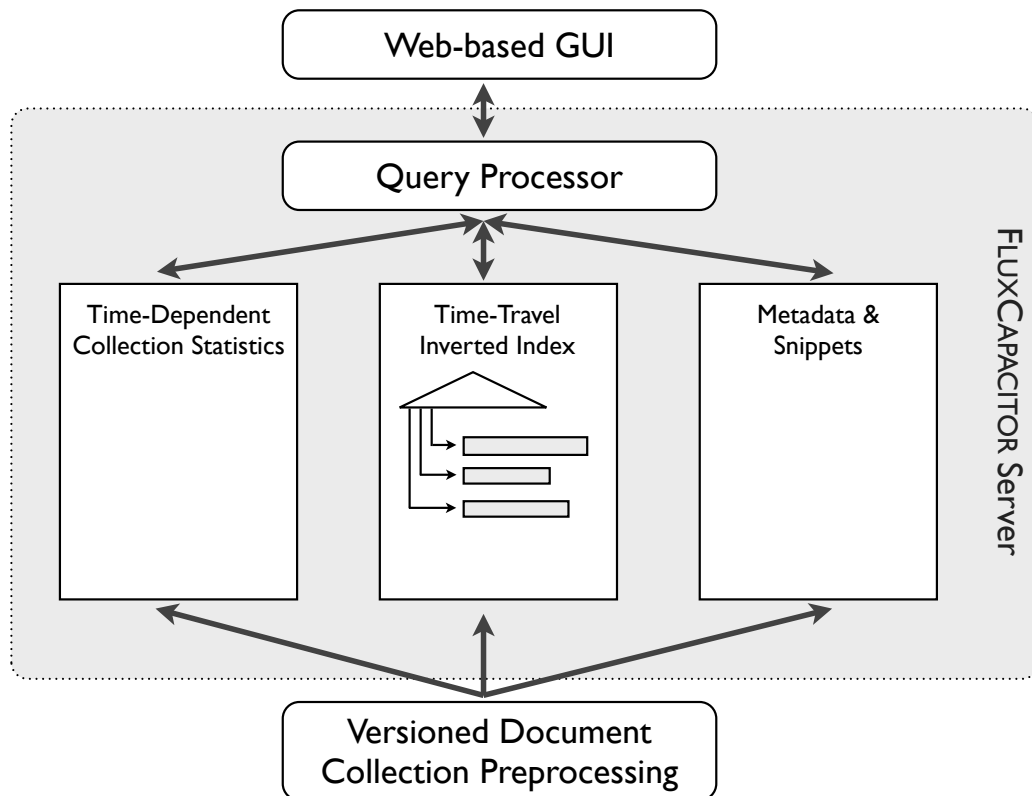 Web-based GUI
Query Processor
Time-Dependent
Collection Statistics
Time-Travel
Inverted Index
Metadata &
Snippets
FLUXCAPACITOR Server
Versioned Document
Collection Preprocessing